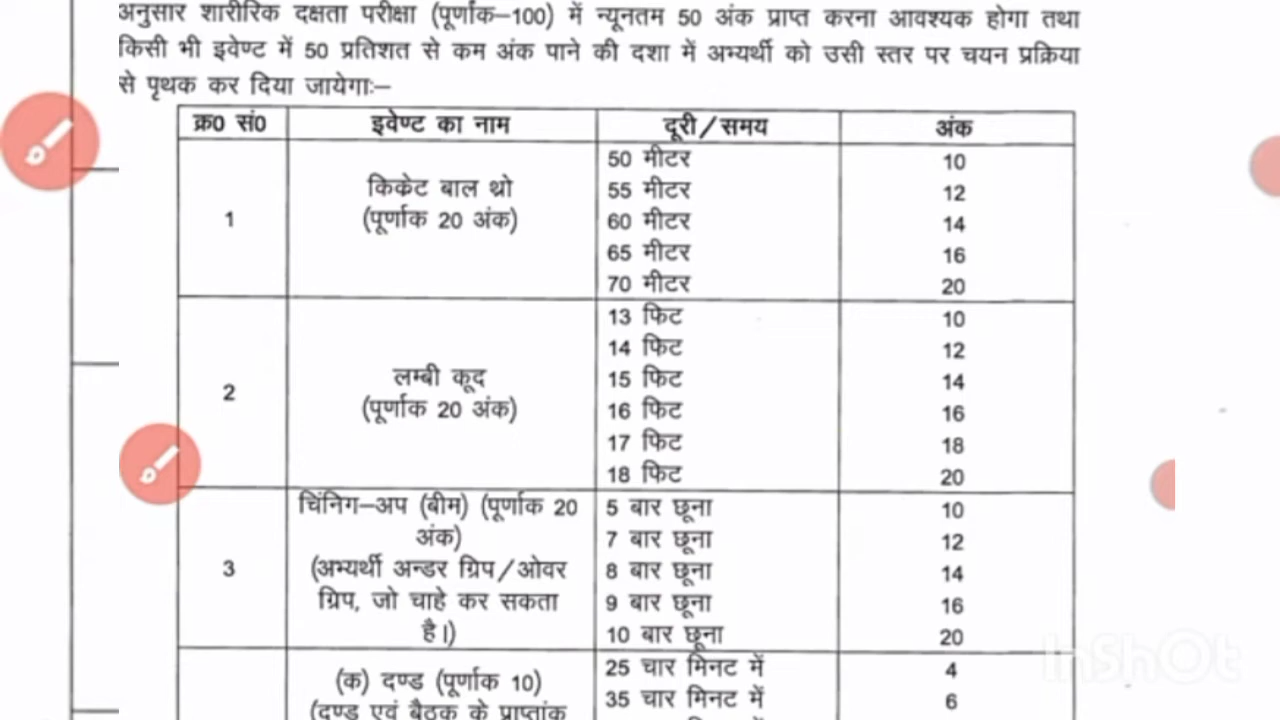 अनुसार शारीरिक दक्षता परीक्षा (पूर्णाक–100) में न्यूनतम 50 अंक प्राप्त करना आवश्यक होगा तथा
किसी भी इवेण्ट में 50 प्रतिशत से कम अंक पाने की दशा में अभ्यर्थी को उसी स्तर पर चयन प्रक्रिया
से पृथक कर दिया जायेगाः–
क्र0 सं0 इवेण्ट का नाम दूरी/समय अंक
1 किक्रेट बाल थ्रो (पूर्णाक 20 अंक)
50 मीटर 10
55 मीटर 12
60 मीटर 14
65 मीटर 16
70 मीटर 20
2 लम्बी कूद (पूर्णाक 20 अंक)
13 फिट 10
14 फिट 12
15 फिट 14
16 फिट 16
17 फिट 18
18 फिट 20
3 चिंनिग–अप (बीम) (पूर्णाक 20
अंक)
(अभ्यर्थी अन्डर ग्रिप/ओवर
ग्रिप, जो चाहे कर सकता
है।)
5 बार छूना 10
7 बार छूना 12
8 बार छूना 14
9 बार छूना 16
10 बार छूना 20
(क) दण्ड (पूर्णाक 10)
(दण्ड एवं बैठक के प्राप्तांक
25 चार मिनट में 4
35 चार मिनट में 6
InShOt